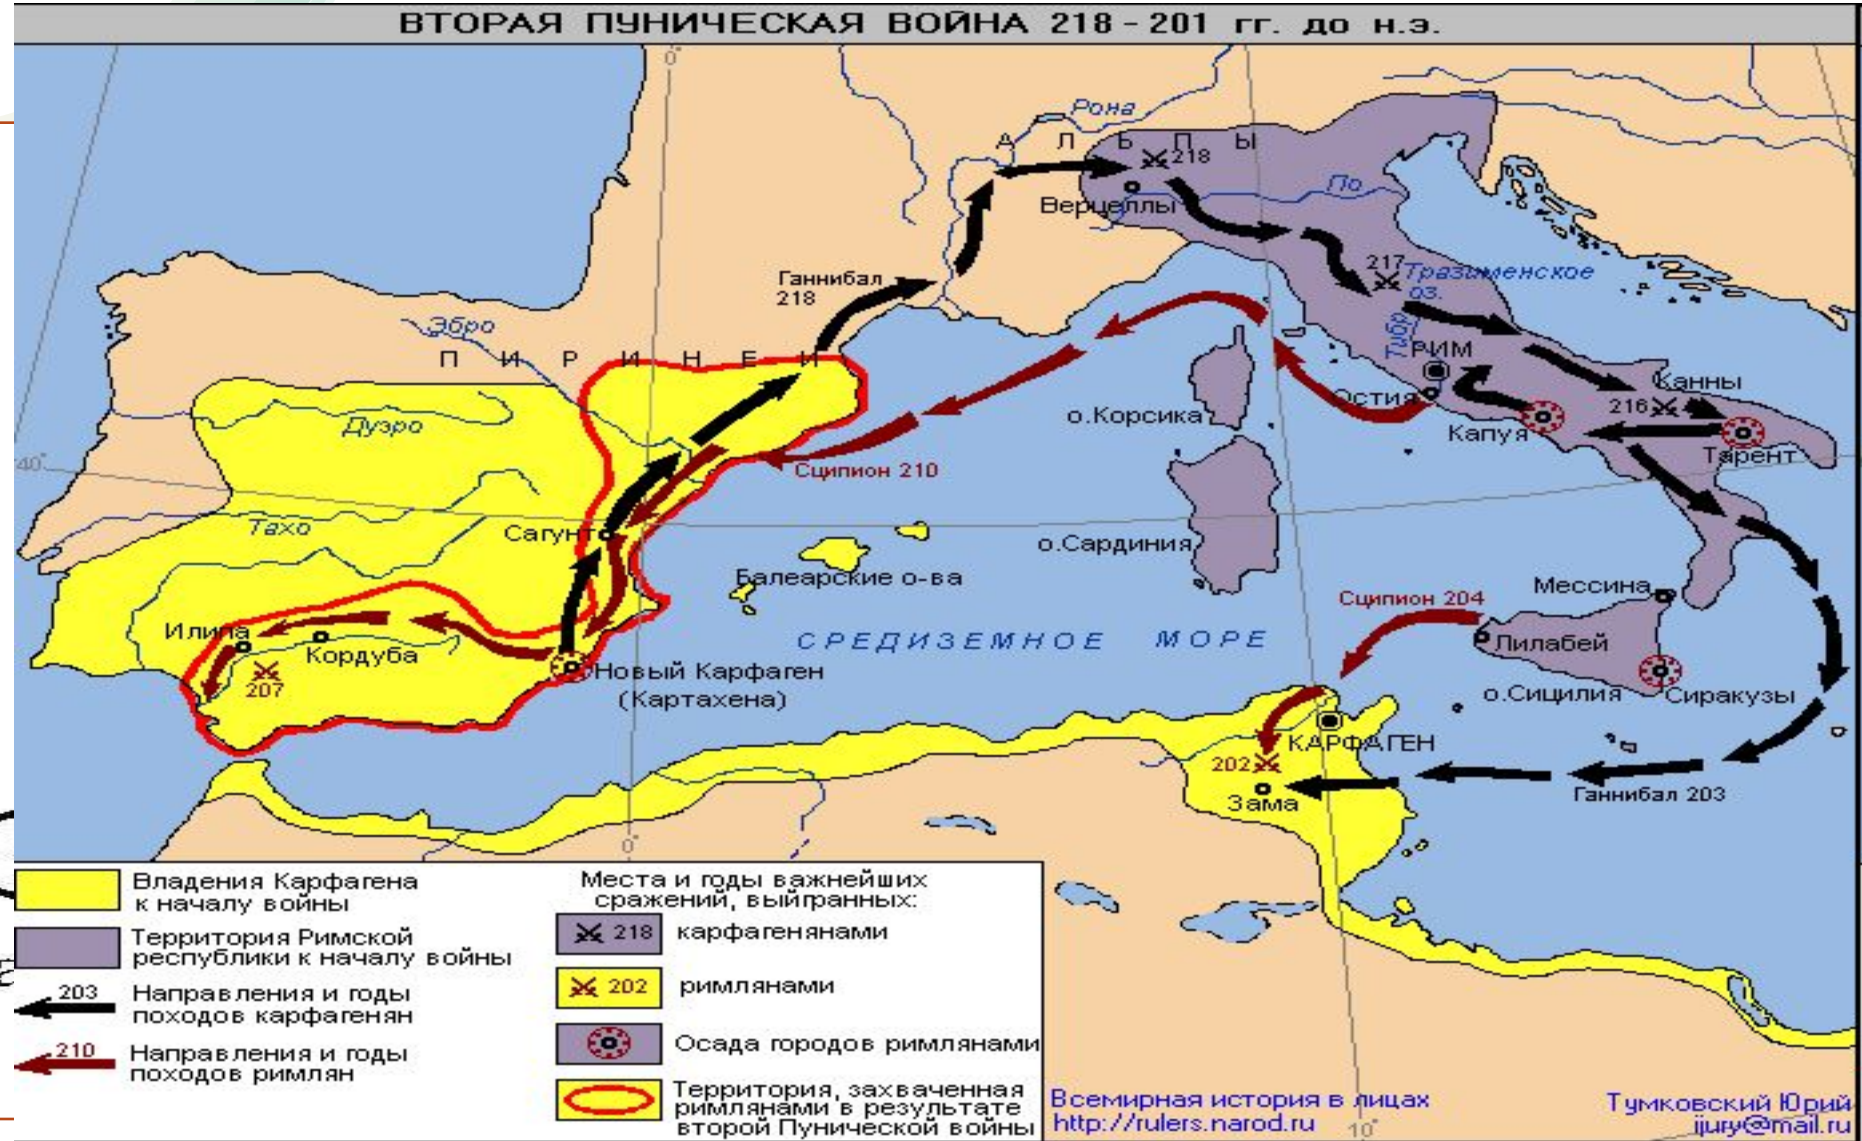 ВТОРАЯ ПУНИЧЕСКАЯ ВОЙНА 218 - 201 гг. до н.э.
0°
Рона
А Л Ь П Ы
218
По
Верцеллы
Ганнибал
218
217
Тразименское
оз.
Эбро
Тибр
П И Р И Н Е И
РИМ
Канны
Остия
216
о.Корсика
Дуэро
Капуя
Тарент
40°
Сципион 210
Тахо
Сагунт
о.Сардиния
Балеарские о-ва
Мессина
Сципион 204
Илипа
СРЕДИЗЕМНОЕ МОРЕ
Лилабей
Кордуба
Новый Карфаген
(Картахена)
207
о.Сицилия
Сиракузы
КАРФАГЕН
202
Ганнибал 203
Зама
0°
Владения Карфагена
к началу войны
Территория Римской
республики к началу войны
203
Направления и годы
походов карфагенян
210
Направления и годы
походов римлян
Места и годы важнейших
сражений, выйгранных:
218
карфагенянами
202
римлянами
Осада городов римлянами
Территория, захваченная
римлянами в результате
второй Пунической войны
Всемирная история в лицах
http://rulers.narod.ru
10°
Тумковский Юрий
ijury@mail.ru